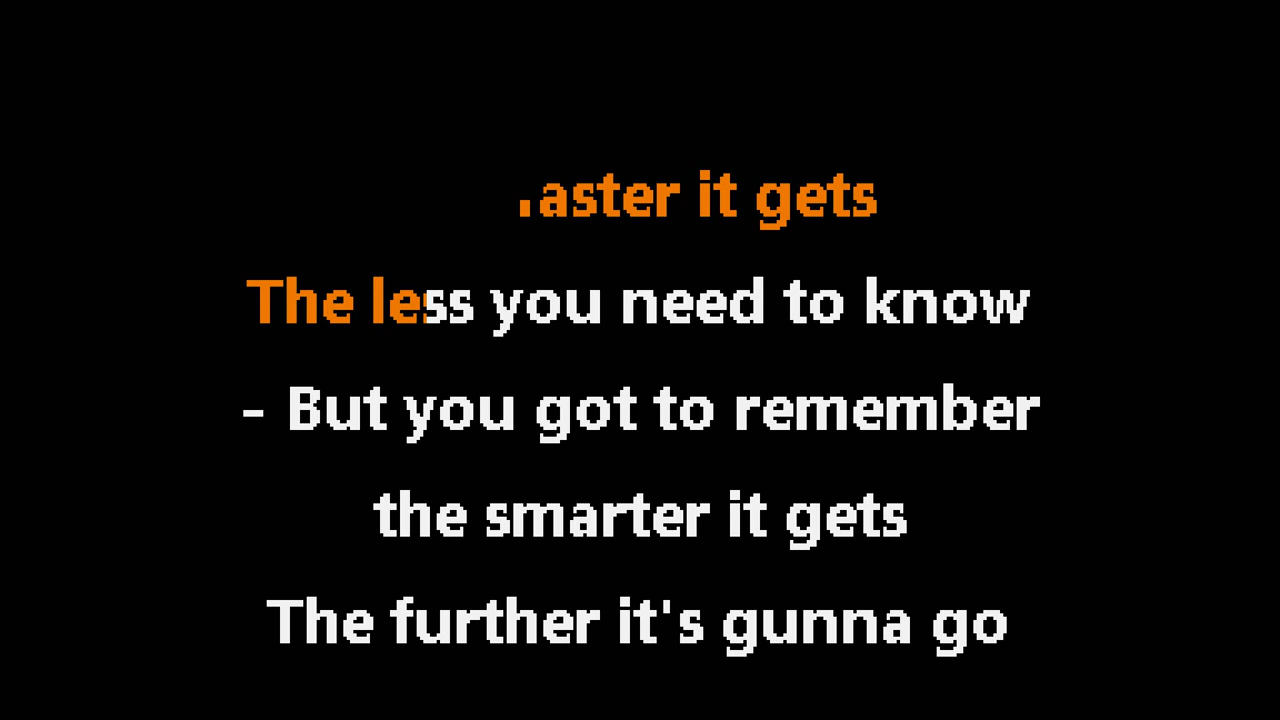 it gets
The less you need to know
- But you got to remember
the smarter it gets
The further it's gunna go